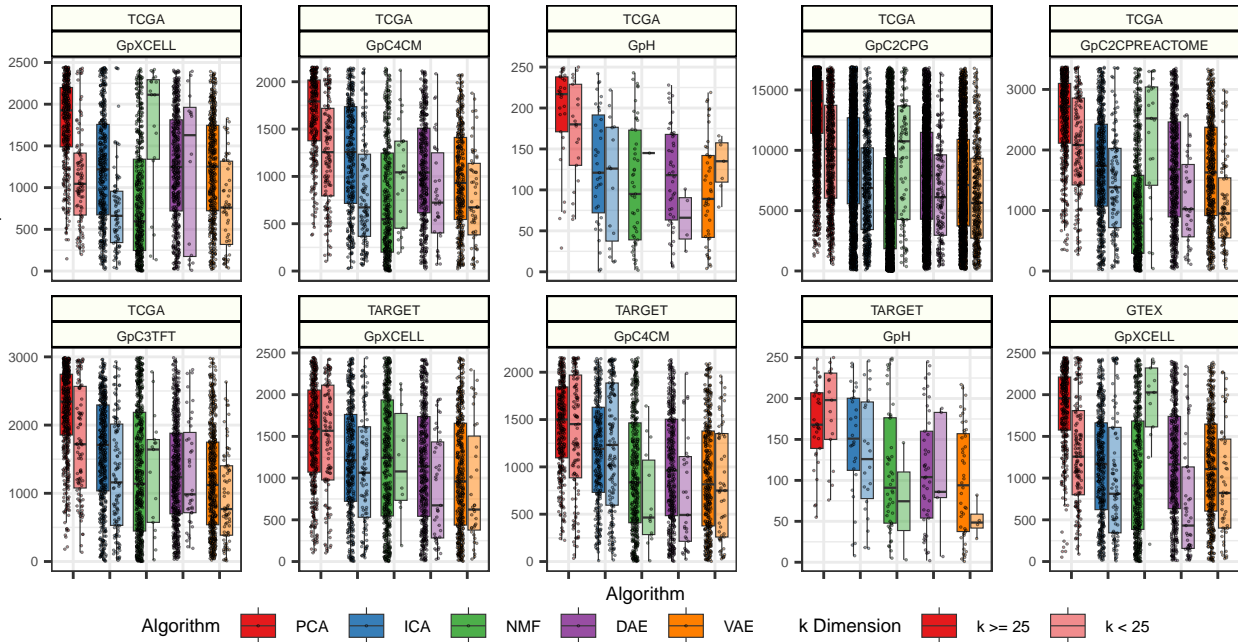 TCGA TCGA TCGA TCGA TCGA
GpXCELL GpC4CM GpH GpC2CPG GpC2CPREACTOME
2500 2000 1500 1000 500 0
2000 1500 1000 500 0
250 200 150 100 50 0
15000 10000 5000 0
3000 2000 1000 0
TCGA TARGET TARGET TARGET GTEX
GpC3TFT GpXCELL GpC4CM GpH GpXCELL
3000 2000 1000 0
2500 2000 1500 1000 500 0
2000 1500 1000 500 0
250 200 150 100 50 0
2500 2000 1500 1000 500 0
Algorithm
Algorithm PCA ICA NMF DAE VAE k Dimension k >= 25 k < 25